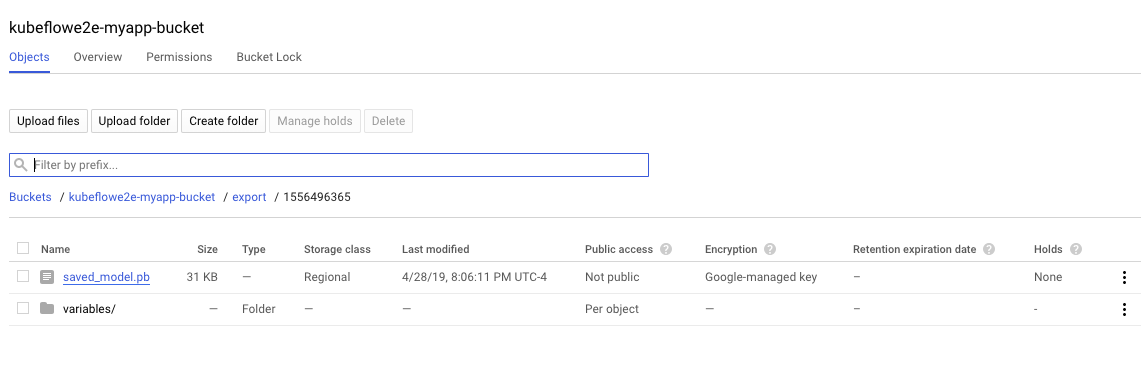 kubeflowe2e-myapp-bucket
Objects Overview Permissions Bucket Lock
Upload files Upload folder Create folder Manage holds Delete
Filter by prefix...
Buckets / kubeflowe2e-myapp-bucket / export / 1556496365
Name Size Type Storage class Last modified Public access ? Encryption ? Retention expiration date ? Holds ?
saved_model.pb 31 KB — Regional 4/28/19, 8:06:11 PM UTC-4 Not public Google-managed key – None
variables/ — Folder — — Per object — – -